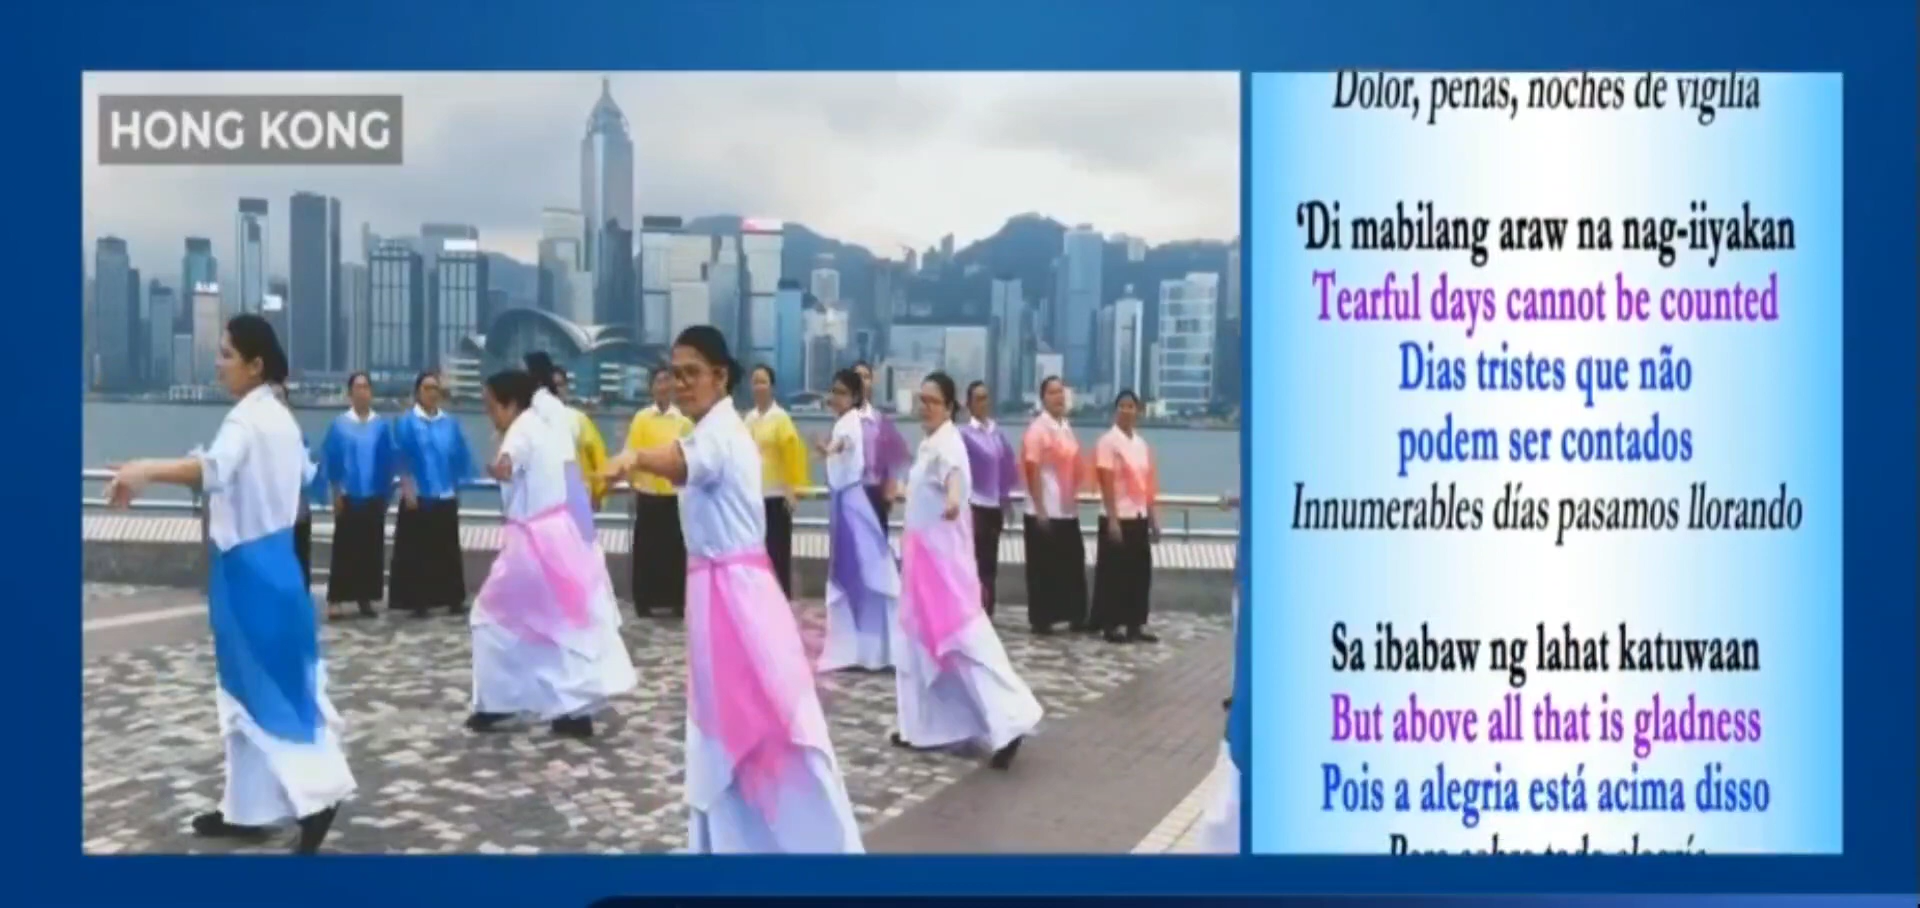 HONG KONG
Dolor, penas, noches de vigilia
‘Di mabilang araw na nag-iiyakan
Tearful days cannot be counted
Dias tristes que não
podem ser contados
Innumerables días pasamos llorando
Sa ibabaw ng lahat katuwaan
But above all that is gladness
Pois a alegria está acima disso